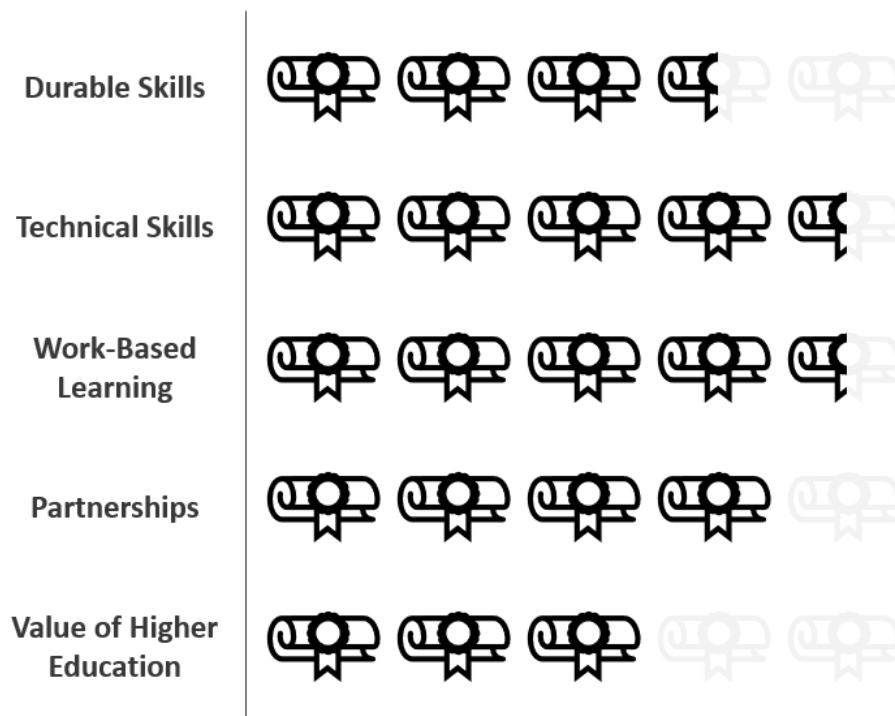 Durable Skills
Technical Skills
Work-Based
Learning
Partnerships
Value of Higher
Education